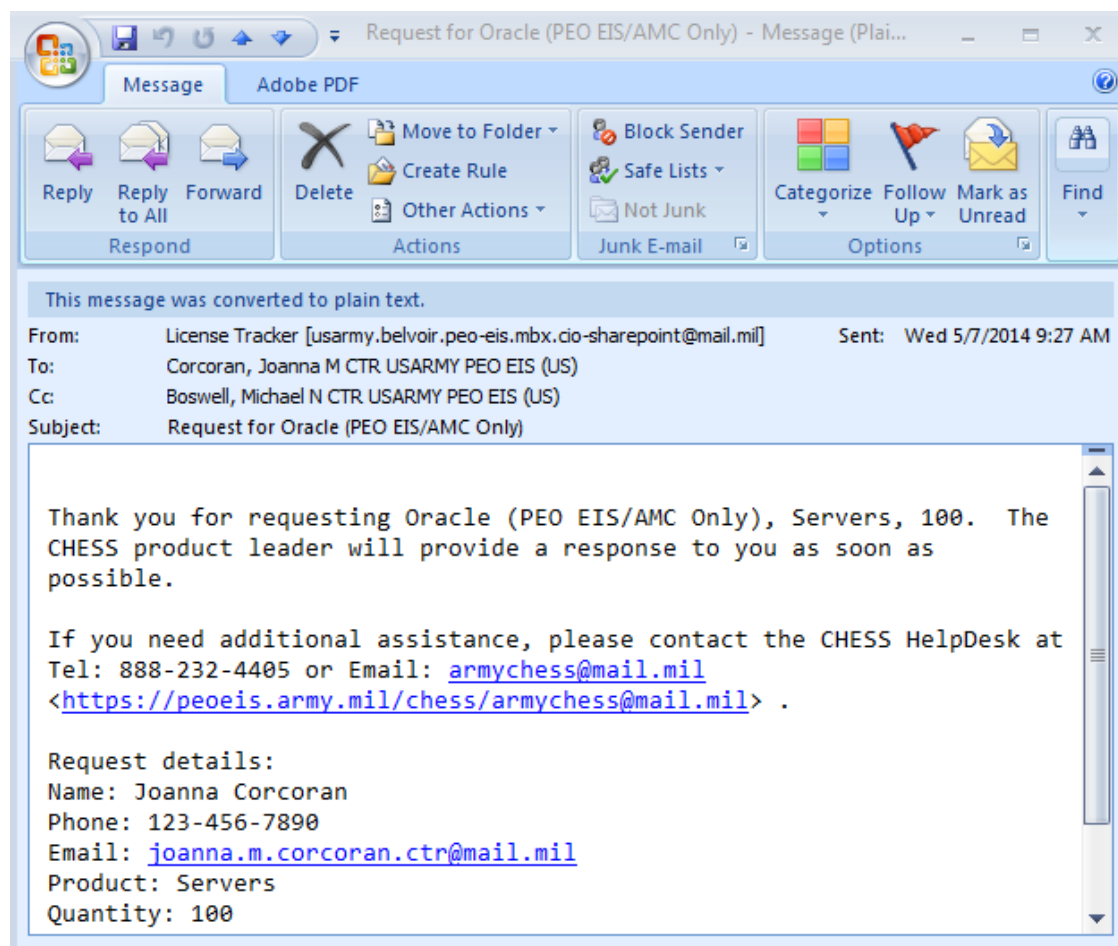 Request for Oracle (PEO EIS/AMC Only) - Message (Plai...
Message Adobe PDF
Reply
Reply to All
Forward
Respond
Delete
Move to Folder
Create Rule
Other Actions
Actions
Block Sender
Safe Lists
Not Junk
Junk E-mail
Categorize
Follow Up
Mark as Unread
Options
Find
This message was converted to plain text.
From: License Tracker [usarmy.belvoir.peo-eis.mbx.cio-sharepoint@mail.mil] Sent: Wed 5/7/2014 9:27 AM
To: Corcoran, Joanna M CTR USARMY PEO EIS (US)
Cc: Boswell, Michael N CTR USARMY PEO EIS (US)
Subject: Request for Oracle (PEO EIS/AMC Only)
Thank you for requesting Oracle (PEO EIS/AMC Only), Servers, 100. The
CHESS product leader will provide a response to you as soon as
possible.
If you need additional assistance, please contact the CHESS HelpDesk at
Tel: 888-232-4405 or Email: armychess@mail.mil
<https://peoeis.army.mil/chess/armychess@mail.mil> .
Request details:
Name: Joanna Corcoran
Phone: 123-456-7890
Email: joanna.m.corcoran.ctr@mail.mil
Product: Servers
Quantity: 100